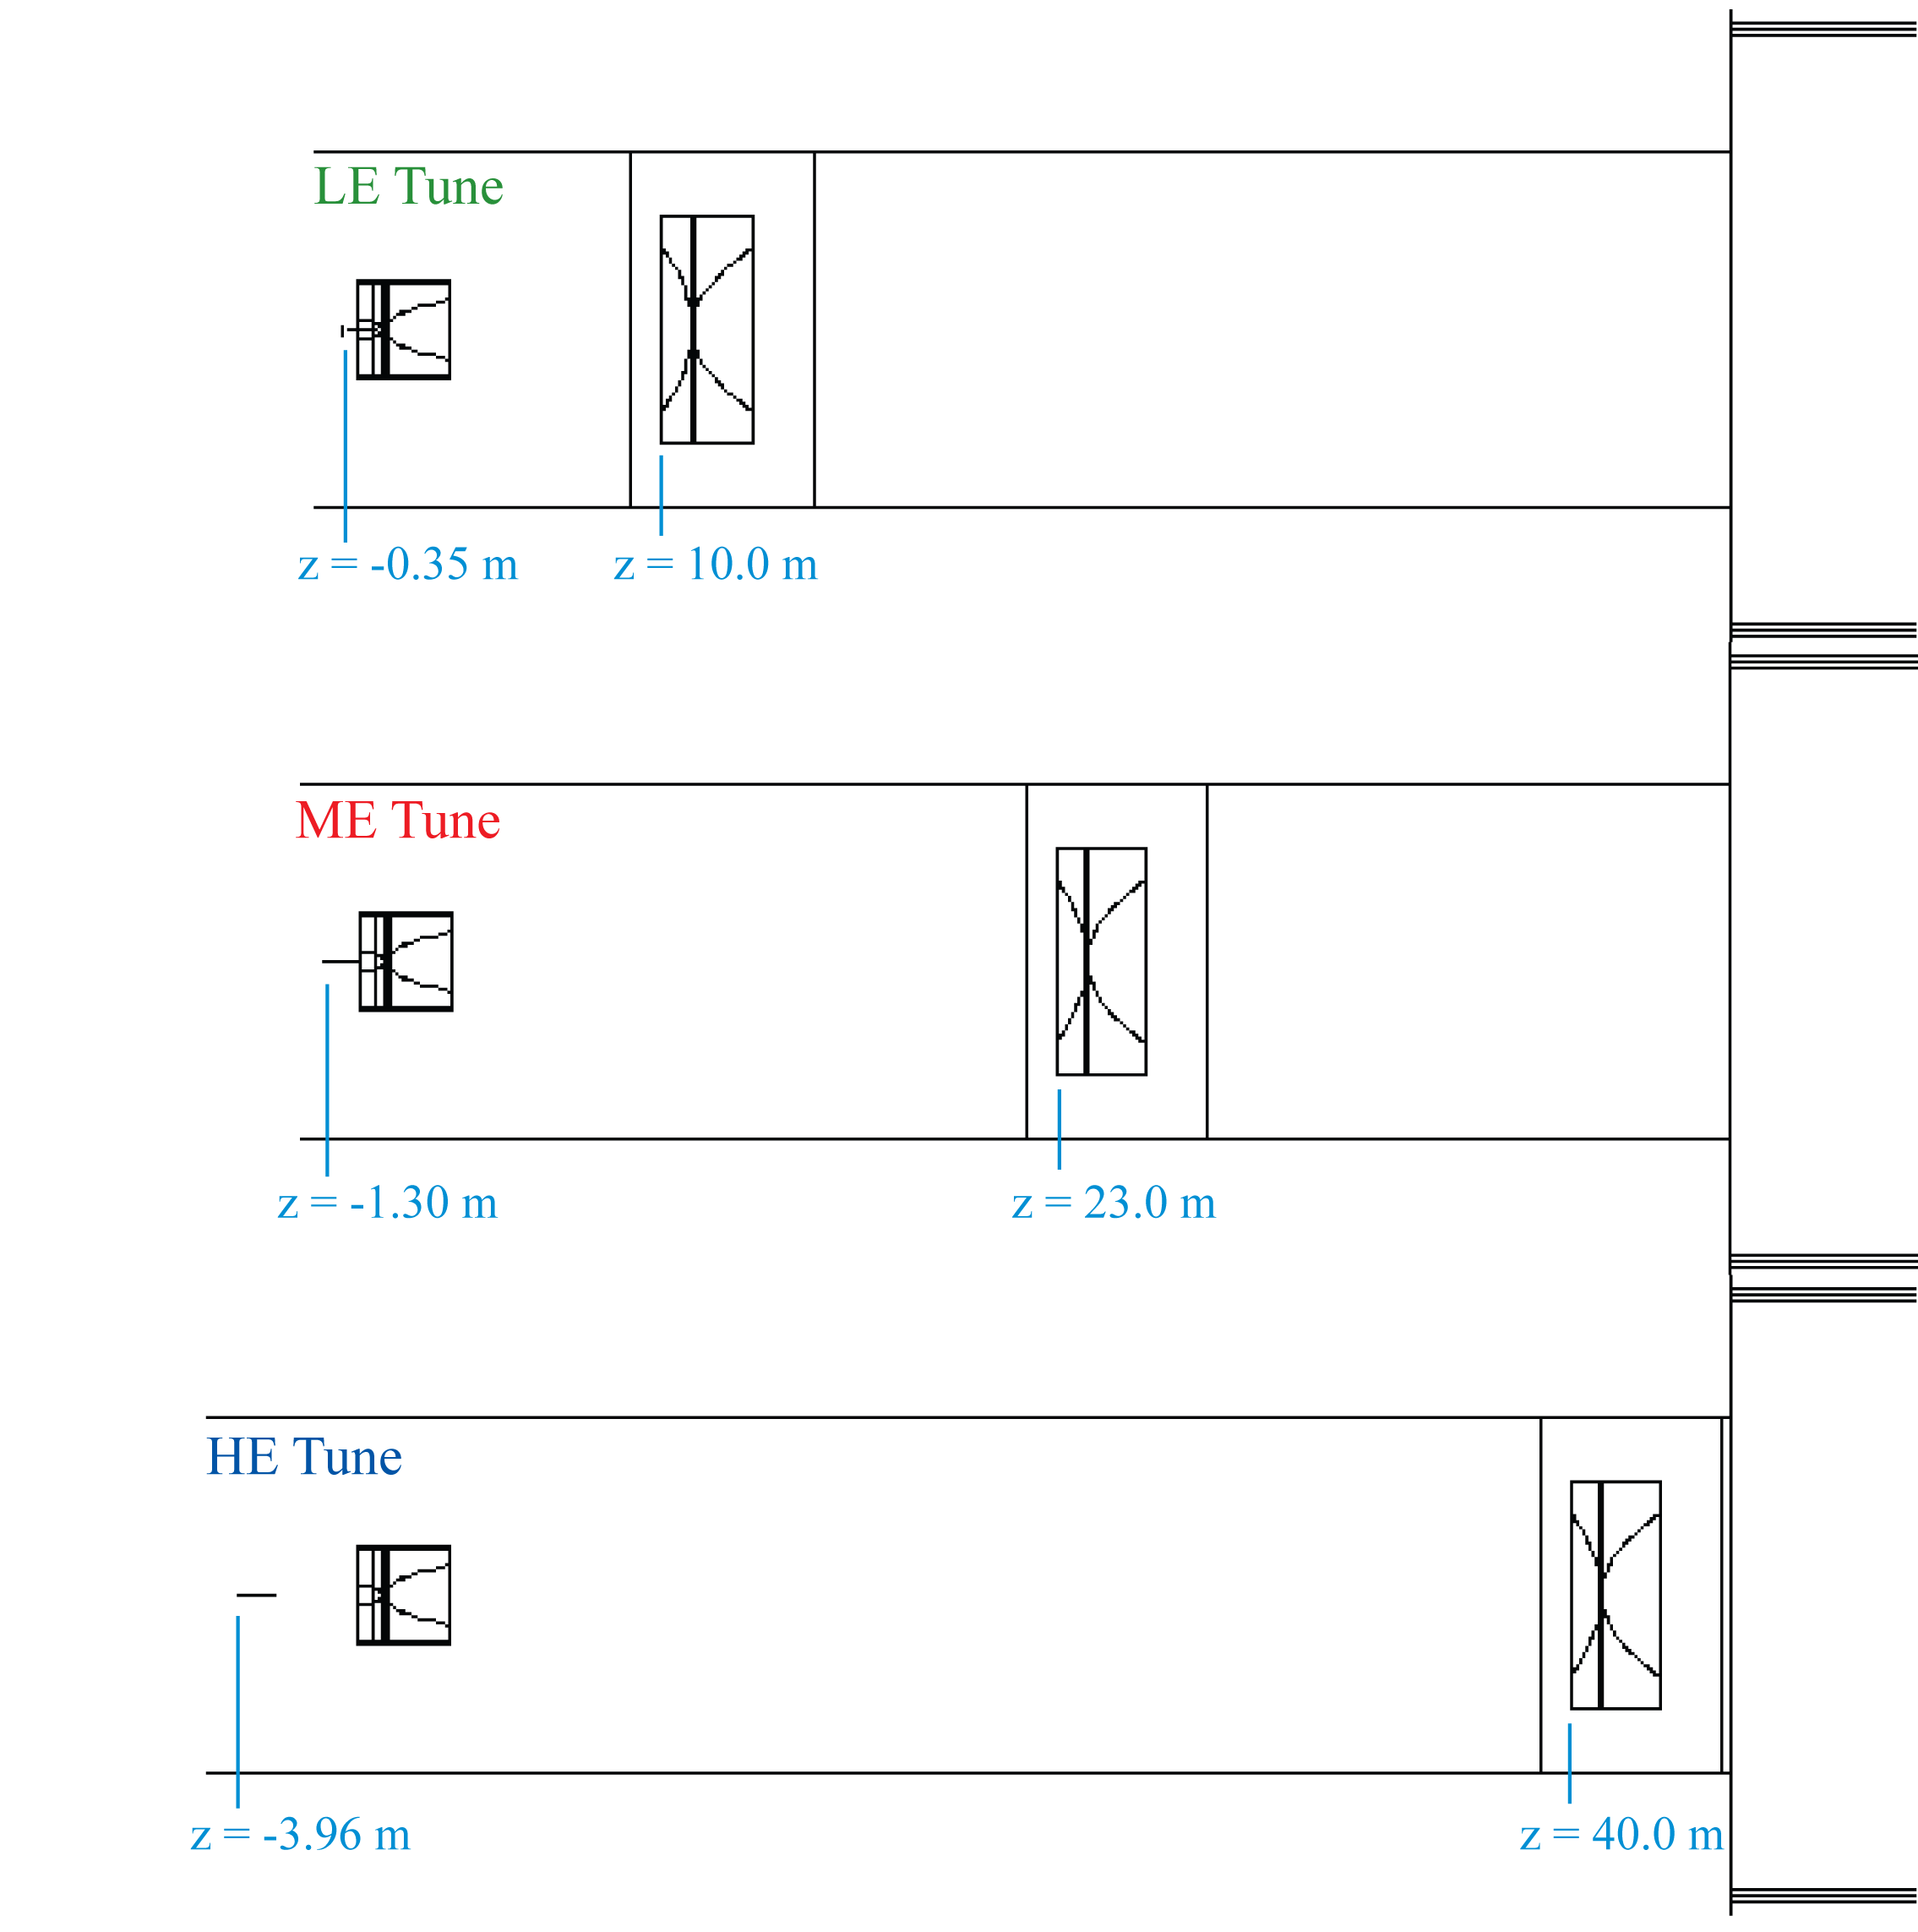 LE Tune
z = -0.35 m
z = 10.0 m
ME Tune
z = -1.30 m
z = 23.0 m
HE Tune
z = -3.96 m
z = 40.0 m